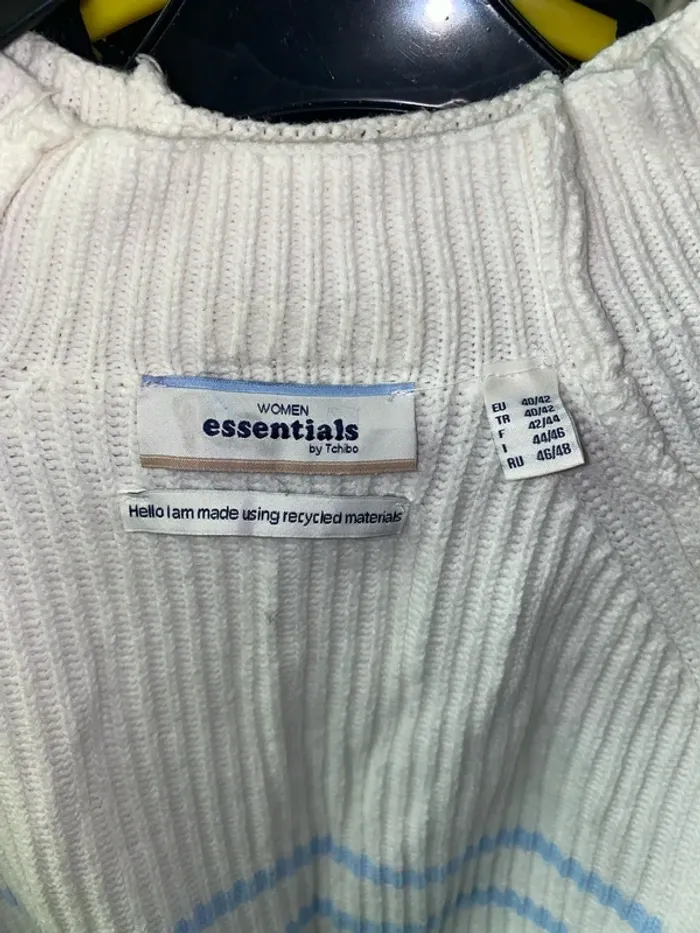 WOMEN
essentials
by Tchibo
Hello I am made using recycled materials
EU 40/42
TR 40/42
F 42/44
I 44/46
RU 46/48